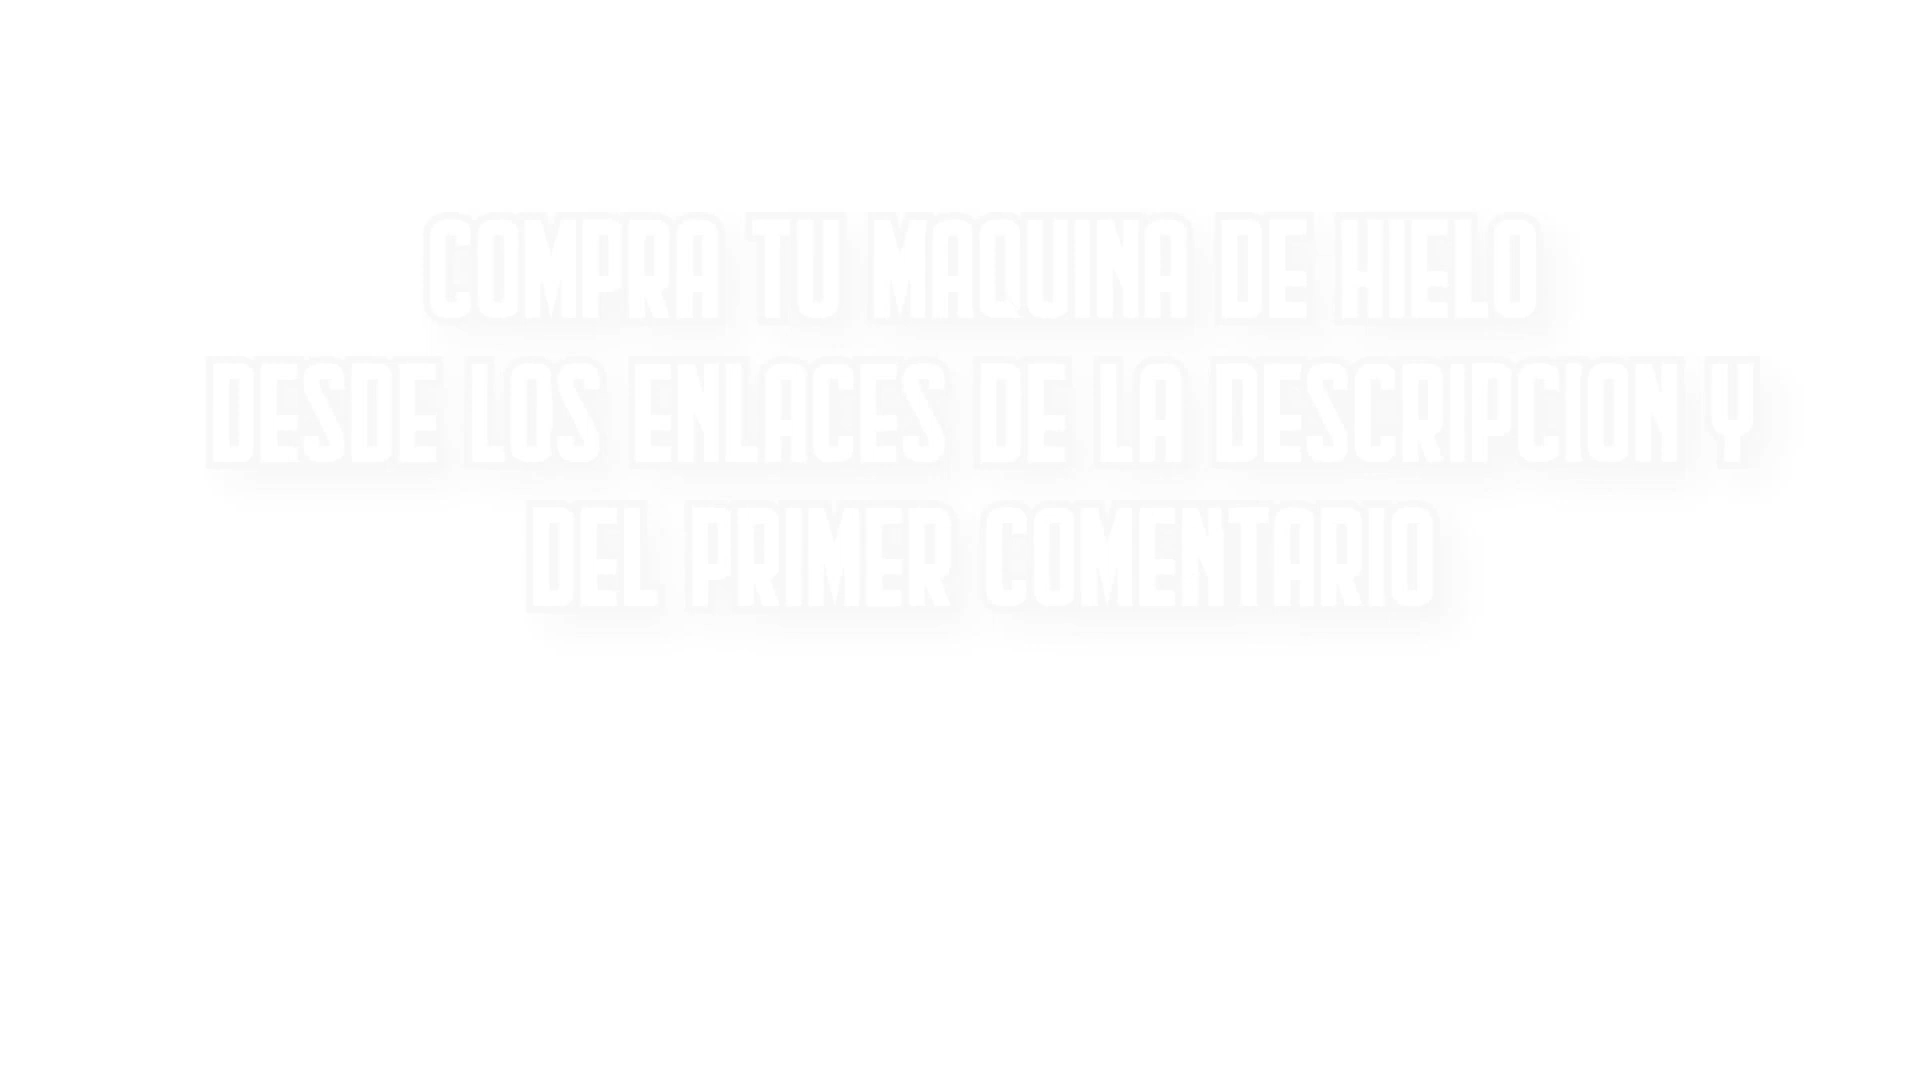 COMPRA TU MAQUINA DE HIELO
DESDE LOS ENLACES DE LA DESCRIPCION Y
DEL PRIMER COMENTARIO